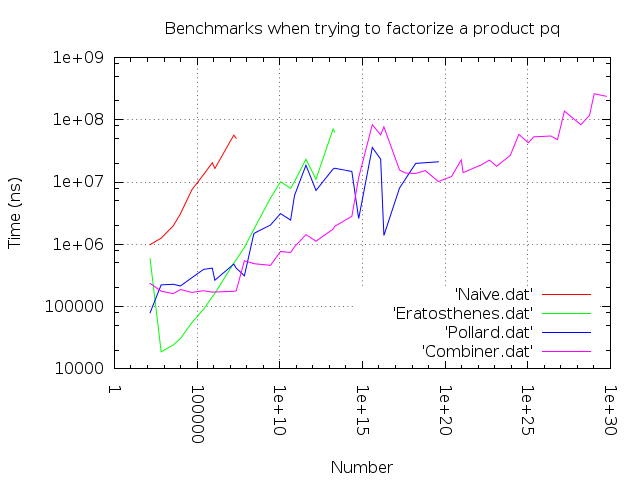 Benchmarks when trying to factorize a product pq
1e+09
1e+08
1e+07
1e+06
100000
10000
Time (ns)
'Naive.dat'
'Eratosthenes.dat'
'Pollard.dat'
'Combiner.dat'
1
100000
1e+10
1e+15
1e+20
1e+25
1e+30
Number